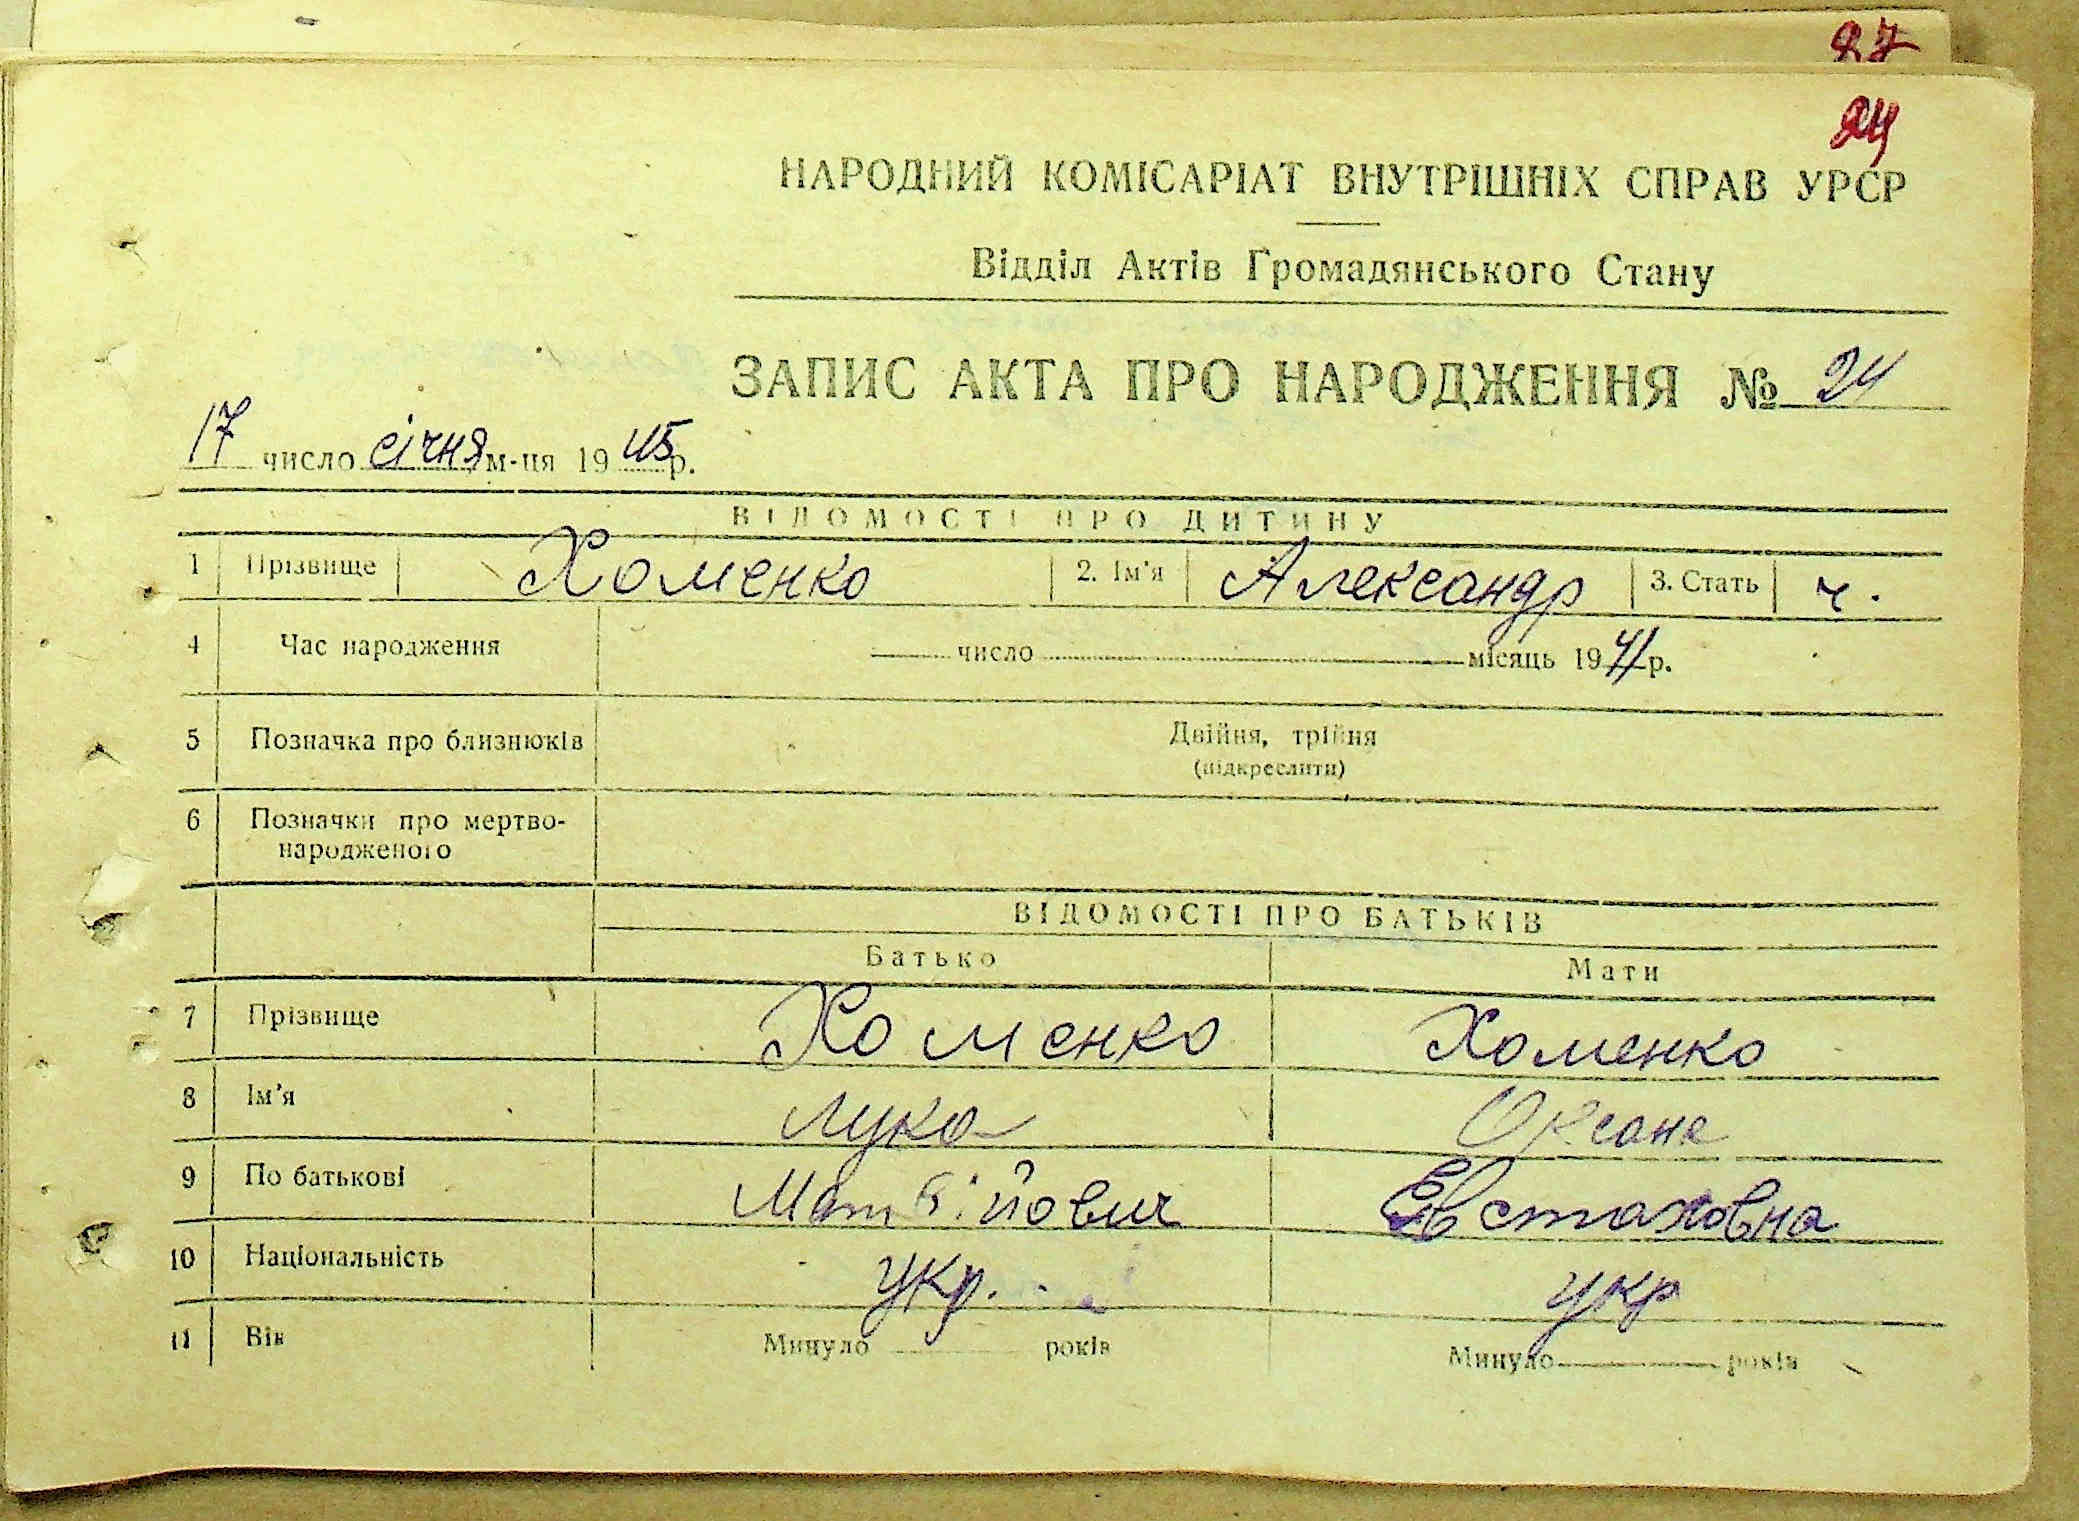 27
24
НАРОДНИЙ КОМІСАРІАТ ВНУТРІШНІХ СПРАВ УРСР
Відділ Актів Громадянського Стану
ЗАПИС АКТА ПРО НАРОДЖЕННЯ № 24
17 число січня м-ця 1945 р.
ВІДОМОСТІ ПРО ДИТИНУ
1 Прізвище Хоменко 2. Ім'я Александр 3. Стать ч.
4 Час народження число місяць 1941 р.
5 Позначка про близнюків Двійня, трійня
(підкреслити)
6 Позначки про мертво-
народженого
ВІДОМОСТІ ПРО БАТЬКІВ
Батько Мати
7 Прізвище Хоменко Хоменко
8 Ім'я Лука Оксана
9 По батькові Матвійович Євстаховна
10 Національність укр. укр
11 Вік Минуло років Минуло років